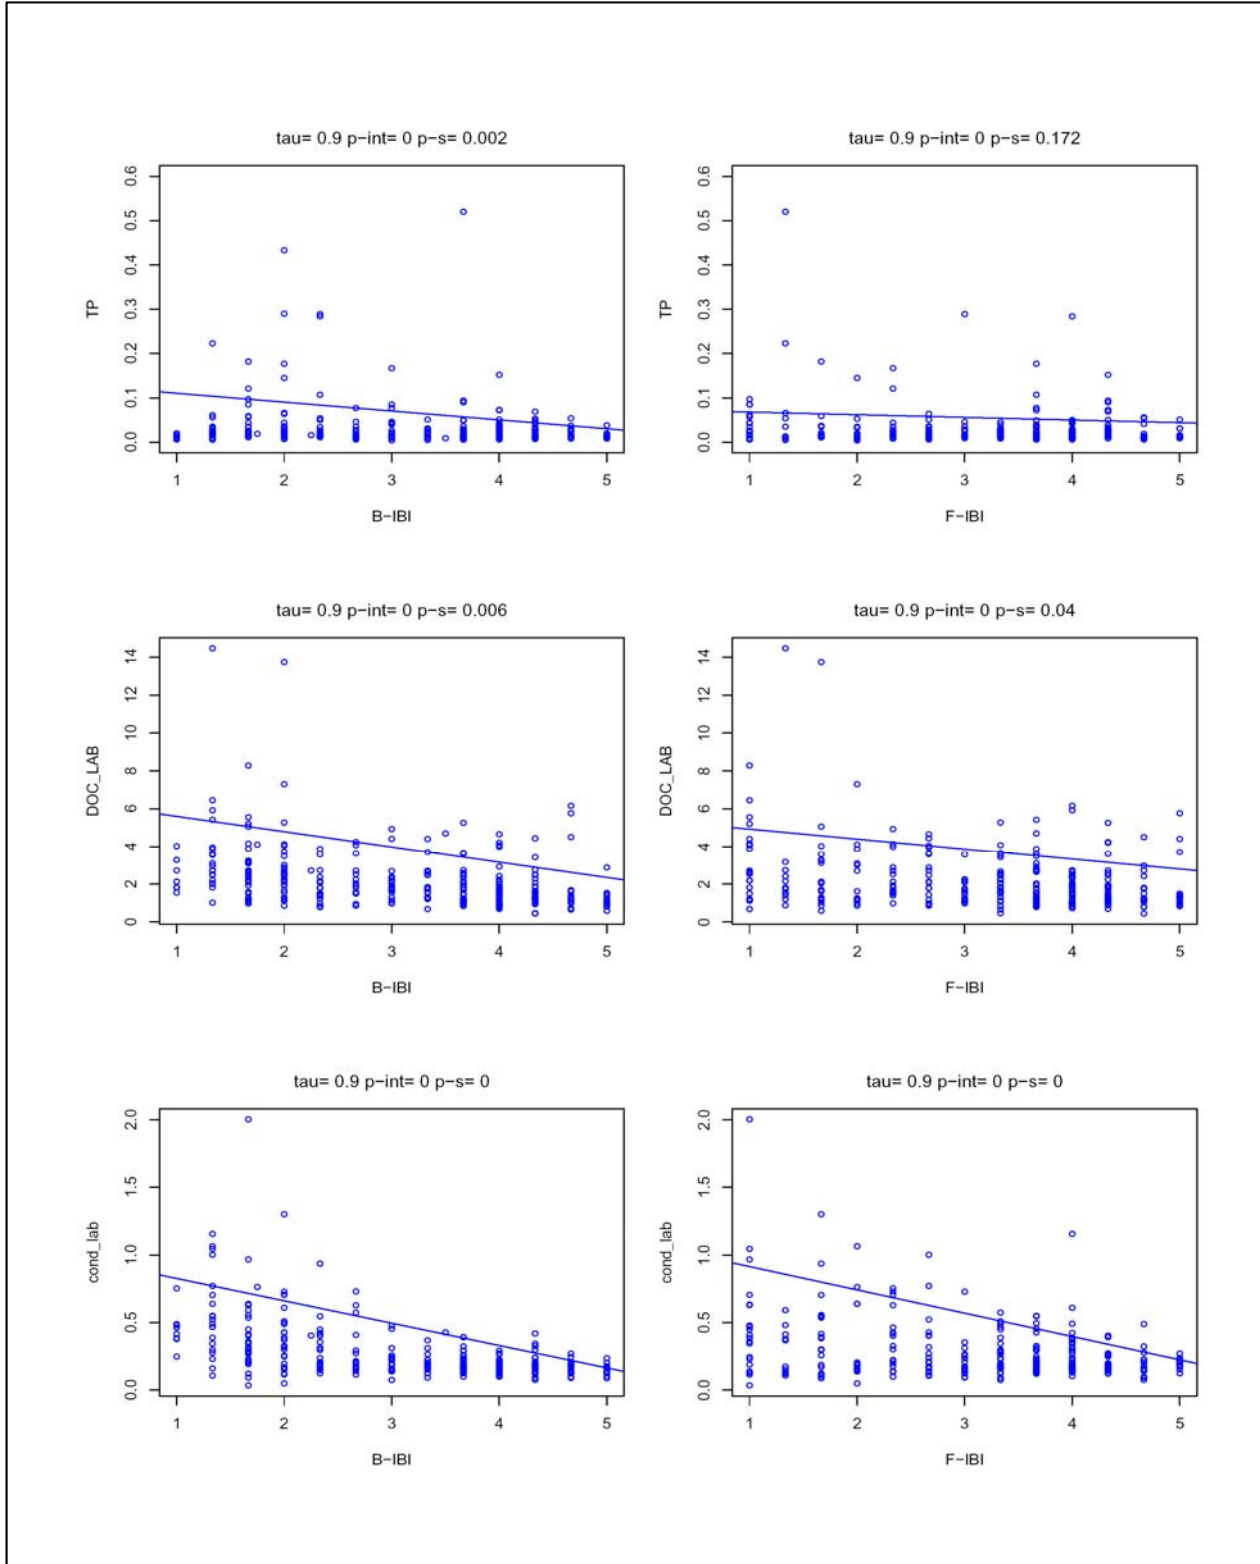 tau= 0.9 p-int= 0 p-s= 0.002
tau= 0.9 p-int= 0 p-s= 0.172
0.6
0.5
0.4
0.3
0.2
0.1
0.0
TP
1 2 3 4 5
B-IBI
0.6
0.5
0.4
0.3
0.2
0.1
0.0
TP
1 2 3 4 5
F-IBI
tau= 0.9 p-int= 0 p-s= 0.006
tau= 0.9 p-int= 0 p-s= 0.04
14
12
10
8
6
4
2
0
DOC_LAB
1 2 3 4 5
B-IBI
14
12
10
8
6
4
2
0
DOC_LAB
1 2 3 4 5
F-IBI
tau= 0.9 p-int= 0 p-s= 0
tau= 0.9 p-int= 0 p-s= 0
2.0
1.5
1.0
0.5
0.0
cond_lab
1 2 3 4 5
B-IBI
2.0
1.5
1.0
0.5
0.0
cond_lab
1 2 3 4 5
F-IBI